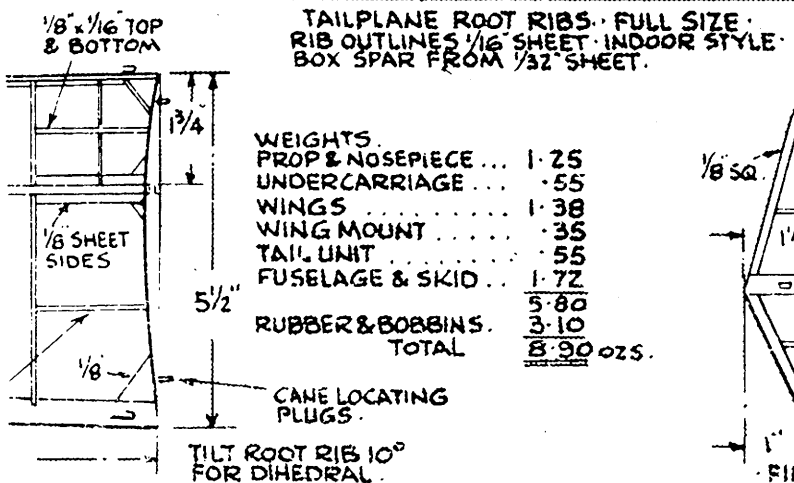 TAILPLANE ROOT RIBS · FULL SIZE ·
RIB OUTLINES 1/16" SHEET · INDOOR STYLE ·
BOX SPAR FROM 1/32" SHEET.
1/8" x 1/16" TOP
& BOTTOM
1 3/4"
WEIGHTS.
PROP & NOSEPIECE ... 1·25
UNDERCARRIAGE ... ·55
WINGS ......... 1·38
WING MOUNT ..... ·35
TAIL UNIT ........ ·55
FUSELAGE & SKID .. 1·72
5·80
RUBBER & BOBBINS. 3·10
TOTAL 8·90 OZS.
1/8" SHEET
SIDES
5 1/2"
1/8"
CANE LOCATING
PLUGS.
TILT ROOT RIB 10°
FOR DIHEDRAL.
1/8" SQ.
1"